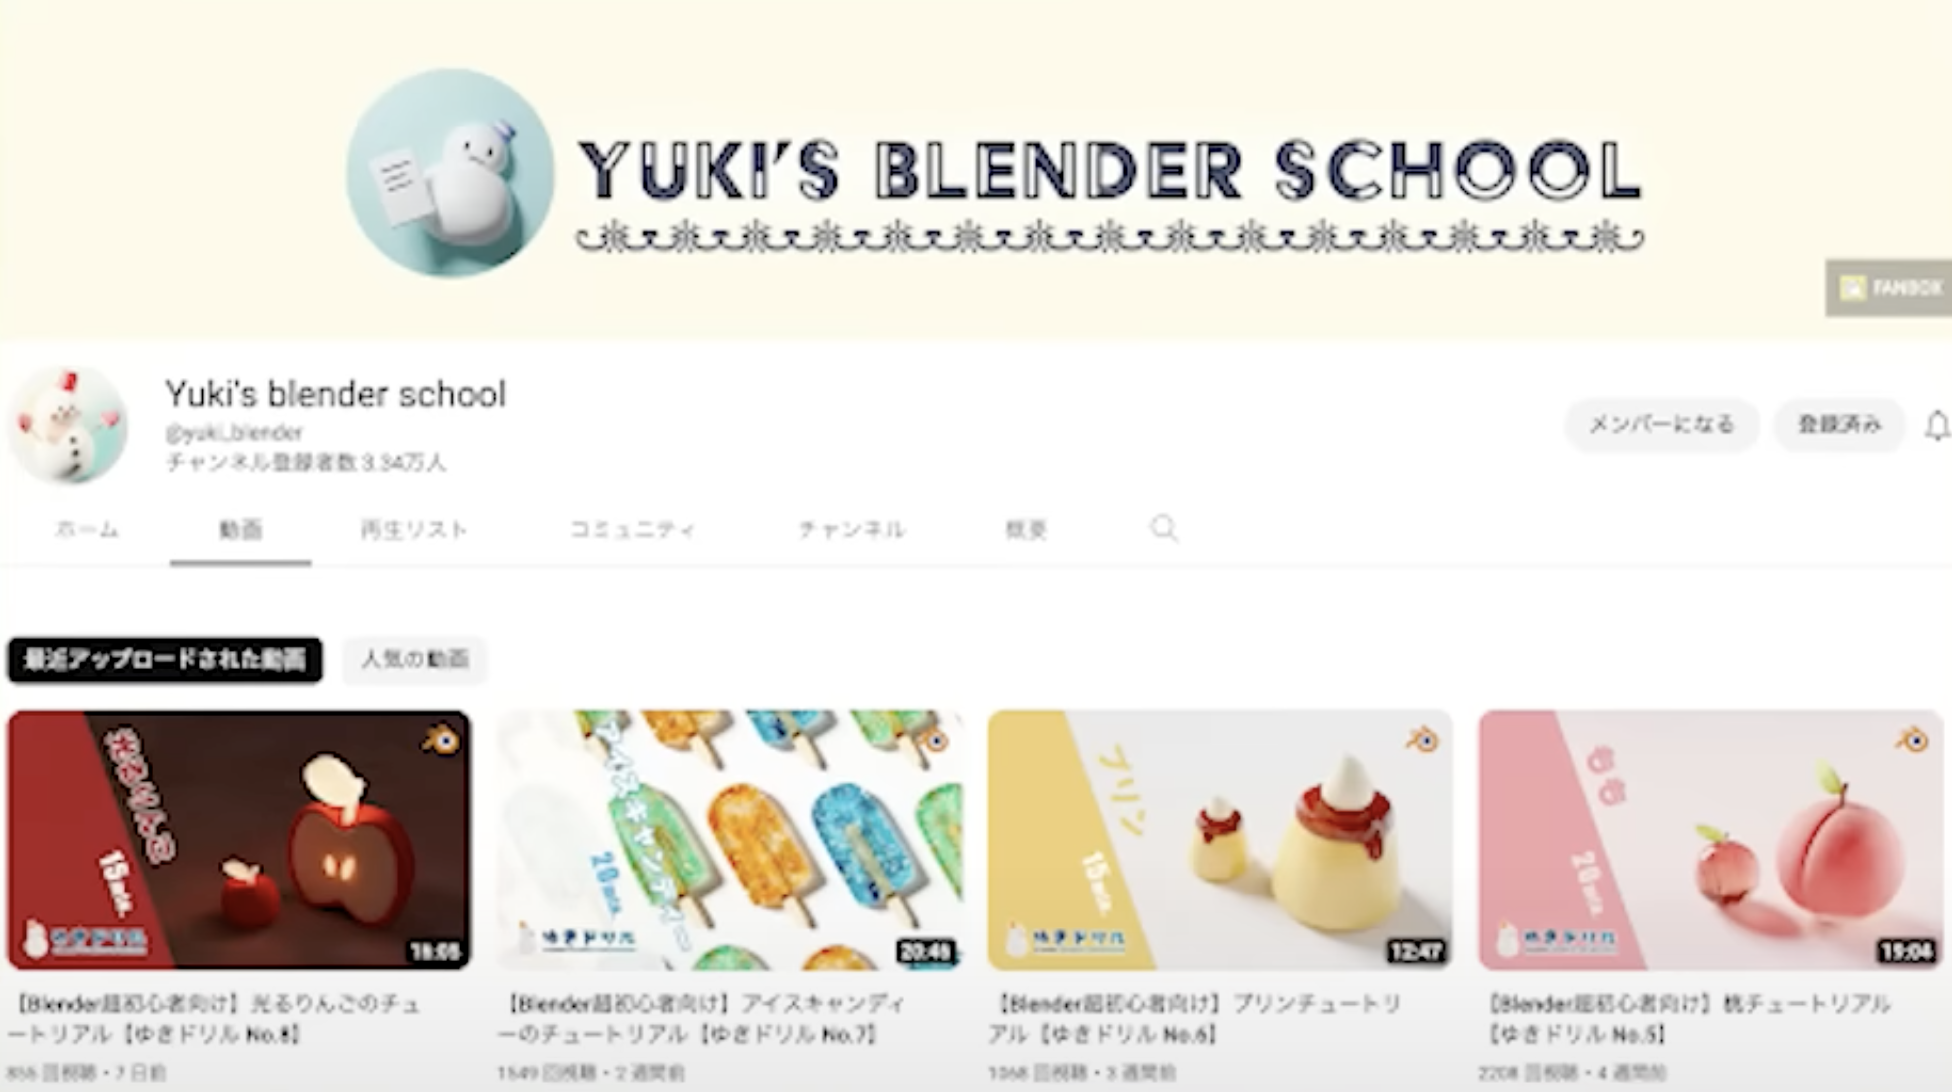 YUKI'S BLENDER SCHOOL
FANBOX
Yuki's blender school
@yuki_blender
チャンネル登録者数 3.34万人
メンバーになる
登録済み
ホーム
動画
再生リスト
コミュニティ
チャンネル
概要
最近アップロードされた動画
人気の動画
光るりんご
15min.
ゆきドリル
アイスキャンディー
20min.
ゆきドリル
20:46
プリン
15min.
ゆきドリル
12:47
もも
20min.
ゆきドリル
19:04
【Blender超初心者向け】光るりんごのチュ
ートリアル【ゆきドリル No.8】
【Blender超初心者向け】アイスキャンディ
ーのチュートリアル【ゆきドリル No.7】
【Blender超初心者向け】プリンチュートリ
アル【ゆきドリル No.6】
【Blender超初心者向け】桃チュートリアル
【ゆきドリル No.5】
回視聴・7 日前
1549 回視聴・2 週間前
1068 回視聴・3 週間前
2208 回視聴・4 週間前